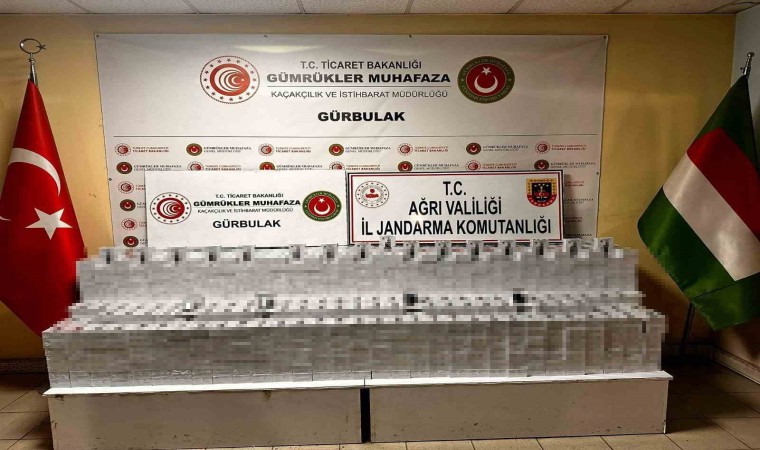 T.C. TİCARET BAKANLIĞI
GÜMRÜKLER MUHAFAZA
KAÇAKÇILIK VE İSTİHBARAT MÜDÜRLÜĞÜ
GÜRBULAK
T.C. TİCARET BAKANLIĞI
GÜMRÜKLER MUHAFAZA
KAÇAKÇILIK VE İSTİHBARAT MÜDÜRLÜĞÜ
GÜRBULAK
T.C.
AĞRI VALİLİĞİ
İL JANDARMA KOMUTANLIĞI